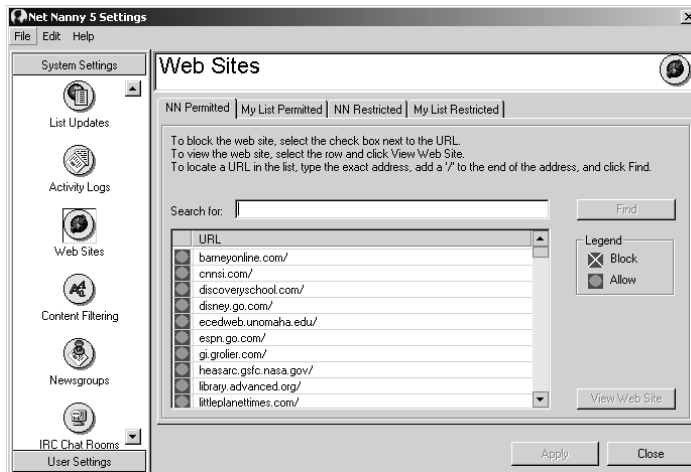 Net Nanny 5 Settings
File Edit Help
System Settings
List Updates
Activity Logs
Web Sites
Content Filtering
Newsgroups
IRC Chat Rooms
User Settings
Web Sites
NN Permitted My List Permitted NN Restricted My List Restricted
To block the web site, select the check box next to the URL.
To view the web site, select the row and click View Web Site.
To locate a URL in the list, type the exact address, add a '/' to the end of the address, and click Find.
Search for: Find
URL
barneyonline.com/
cnnsi.com/
discoveryschool.com/
disney.go.com/
ecedweb.unomaha.edu/
espn.go.com/
gi.grolier.com/
heasarc.gsfc.nasa.gov/
library.advanced.org/
littleplanettimes.com/
Legend
Block
Allow
View Web Site
Apply Close